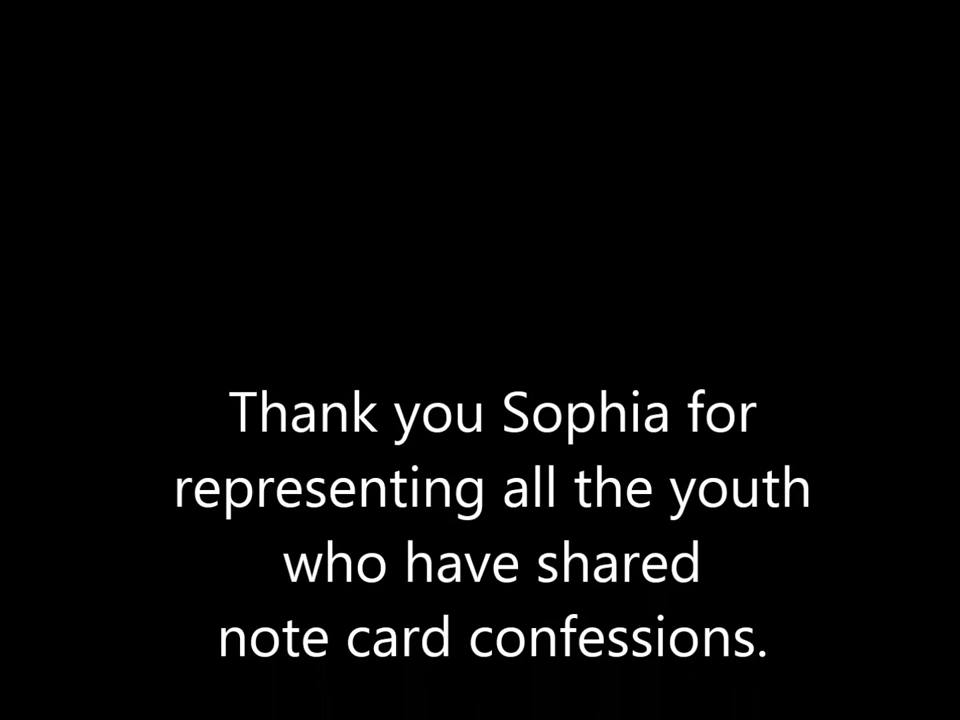 Thank you Sophia for
representing all the youth
who have shared
note card confessions.